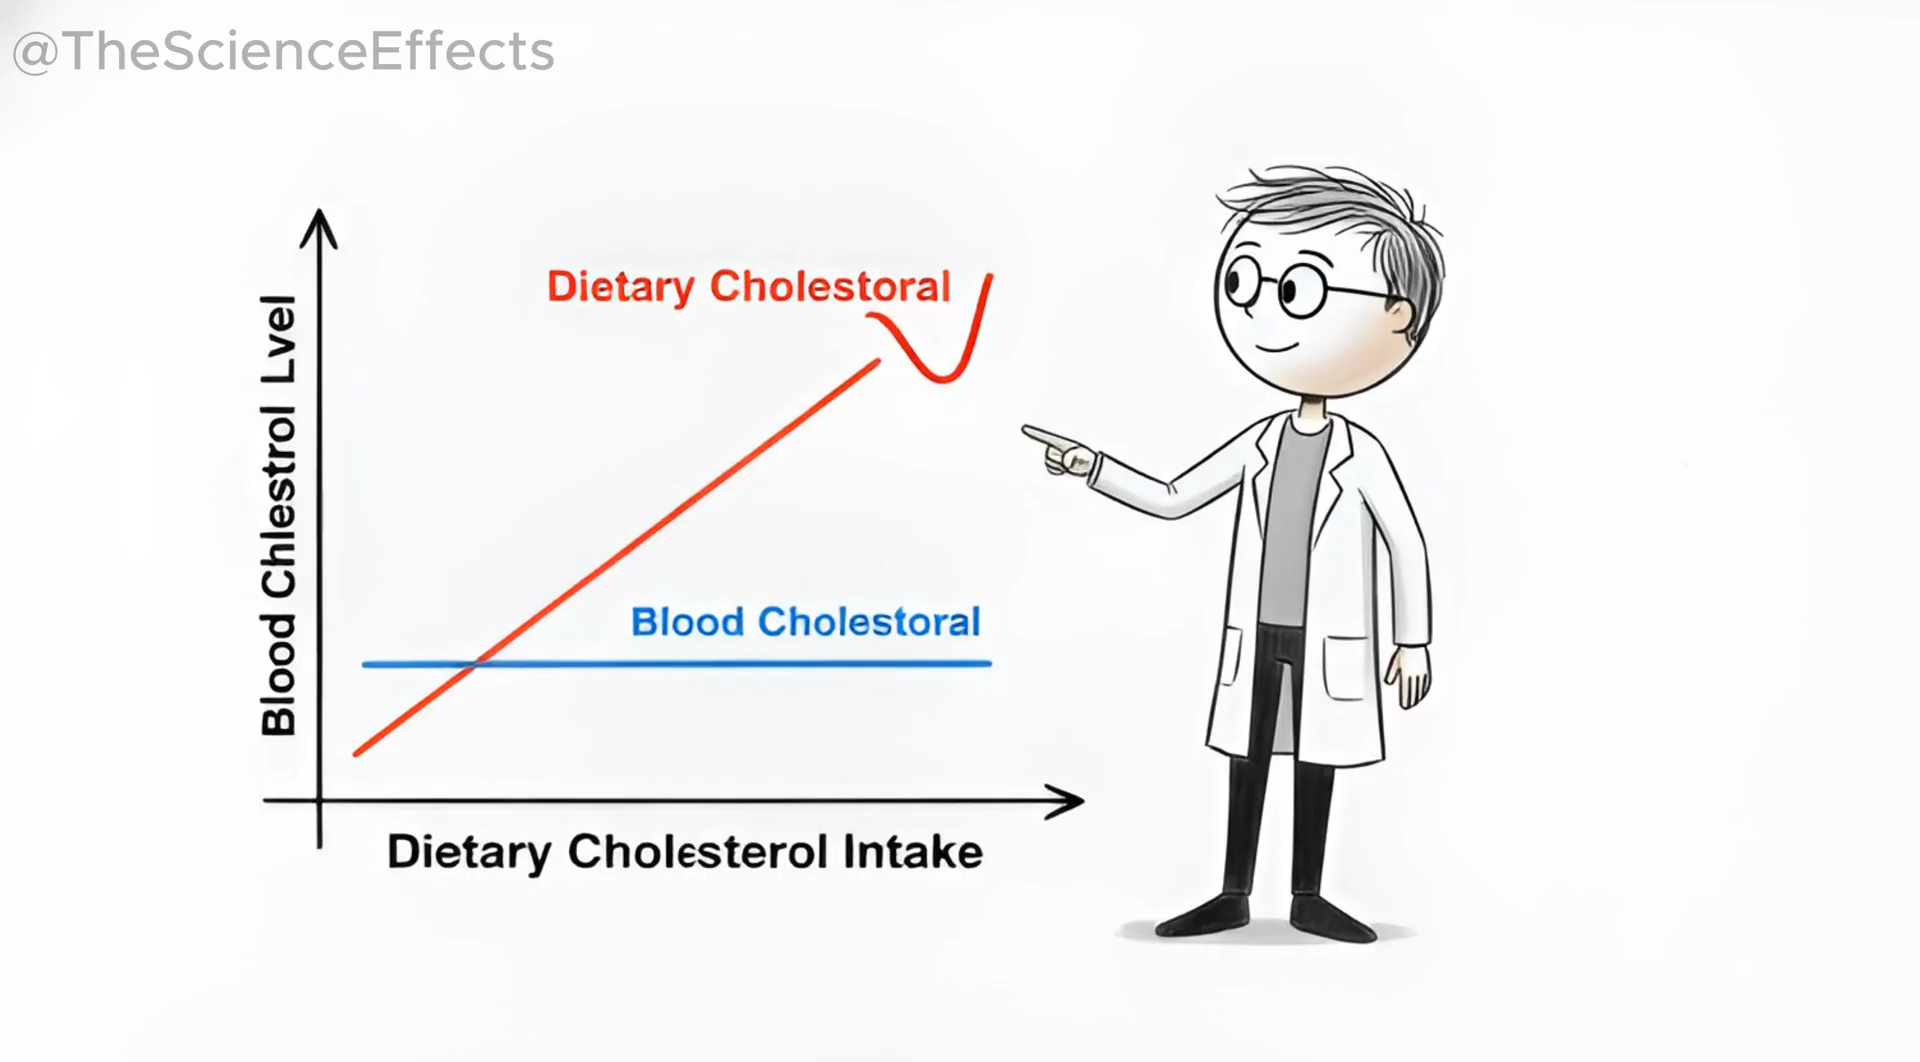 @TheScienceEffects
Dietary Cholestoral
Blood Chlestrol Lvel
Blood Cholestoral
Dietary Cholesterol Intake